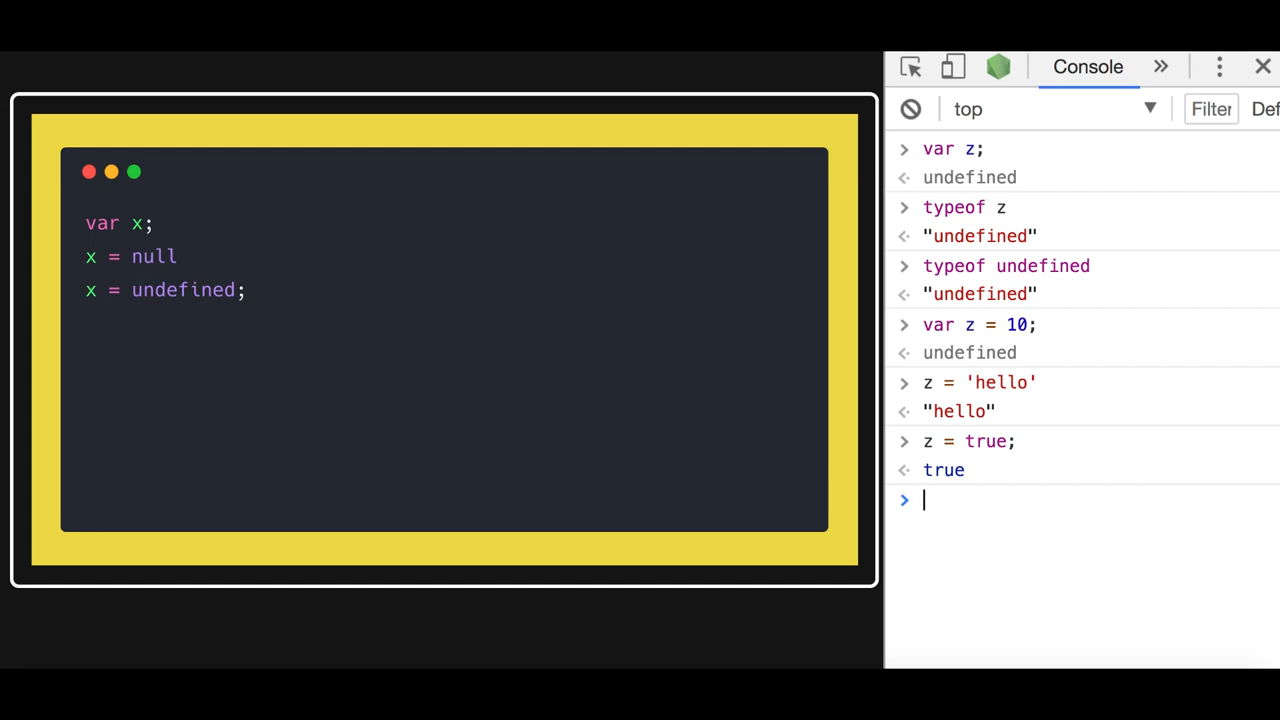 var x;
x = null
x = undefined;
Console »
top ▼ Filter Def
> var z;
<· undefined
> typeof z
<· "undefined"
> typeof undefined
<· "undefined"
> var z = 10;
<· undefined
> z = 'hello'
<· "hello"
> z = true;
<· true
>